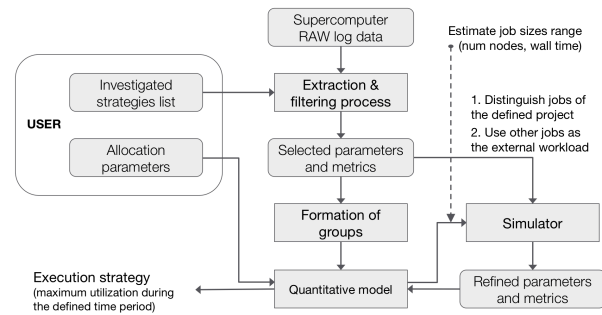 Supercomputer
RAW log data
Estimate job sizes range
(num nodes, wall time)
Investigated
strategies list
Extraction &
filtering process
USER
1. Distinguish jobs of
the defined project
2. Use other jobs as
the external workload
Allocation
parameters
Selected parameters
and metrics
Formation of
groups
Simulator
Execution strategy
(maximum utilization during
the defined time period)
Quantitative model
Refined parameters
and metrics